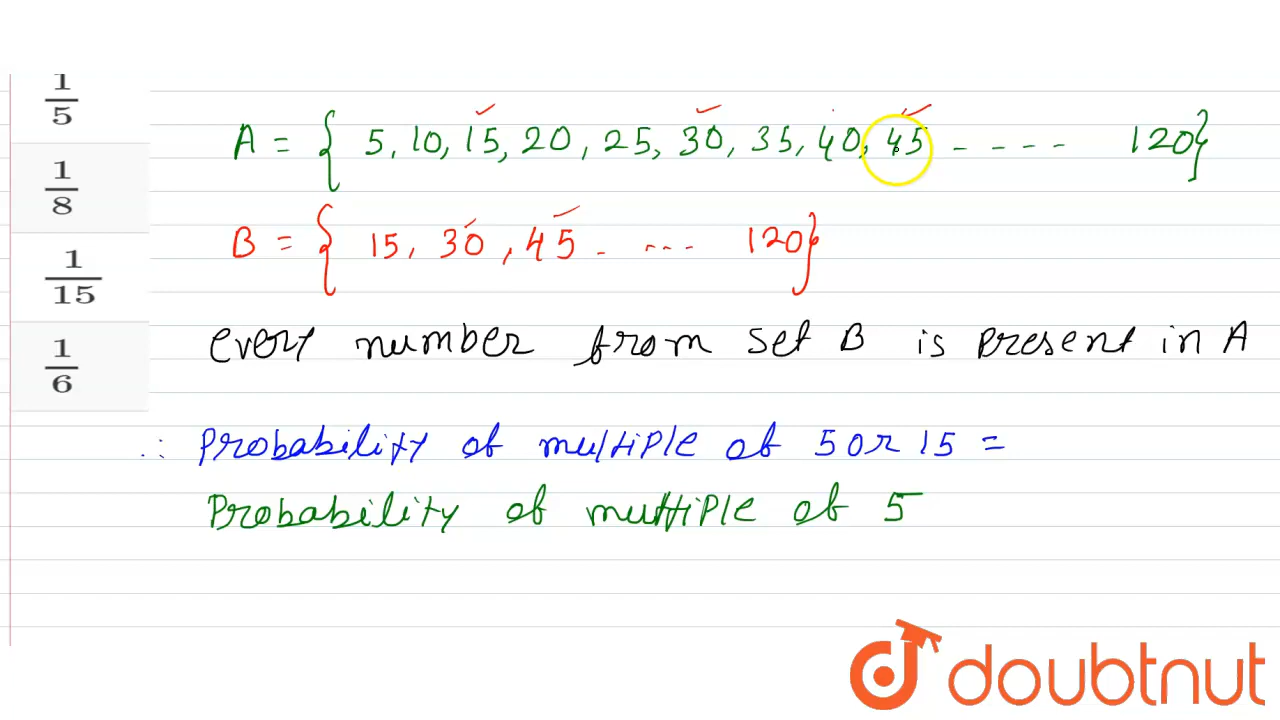 1
5
1
8
1
15
1
6
A = { 5, 10, 15, 20, 25, 30, 35, 40, 45 - - - - 120}
B = { 15, 30, 45 - --- 120}
every number from set B is present in A
∴ Probability of multiple of 5 or 15 =
Probability of multiple of 5
doubtnut